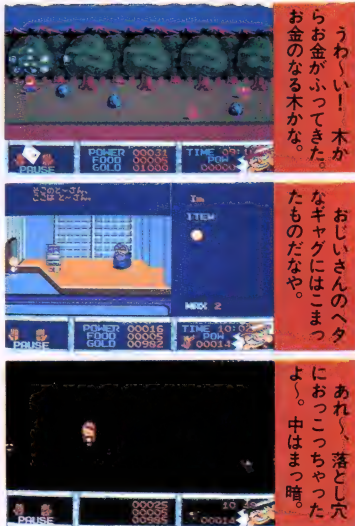 うわ〜い！　木か
らお金がふってきた。
お金のなる木かな。
PAUSE
POWER 00031
FOOD 00005
GOLD 01000
POW
おじいさんのヘタ
なギャグにはこまっ
たものだなや。
そこのと〜さん、
ここは と〜さん。
ITEM
MAX 2
PAUSE
POWER 00016
FOOD 00005
GOLD 00982
TIME 10:02
POW
00014
あれ〜、落とし穴
におっこっちゃった
よ〜。中はまっ暗。
PAUSE
00025
00005
00985